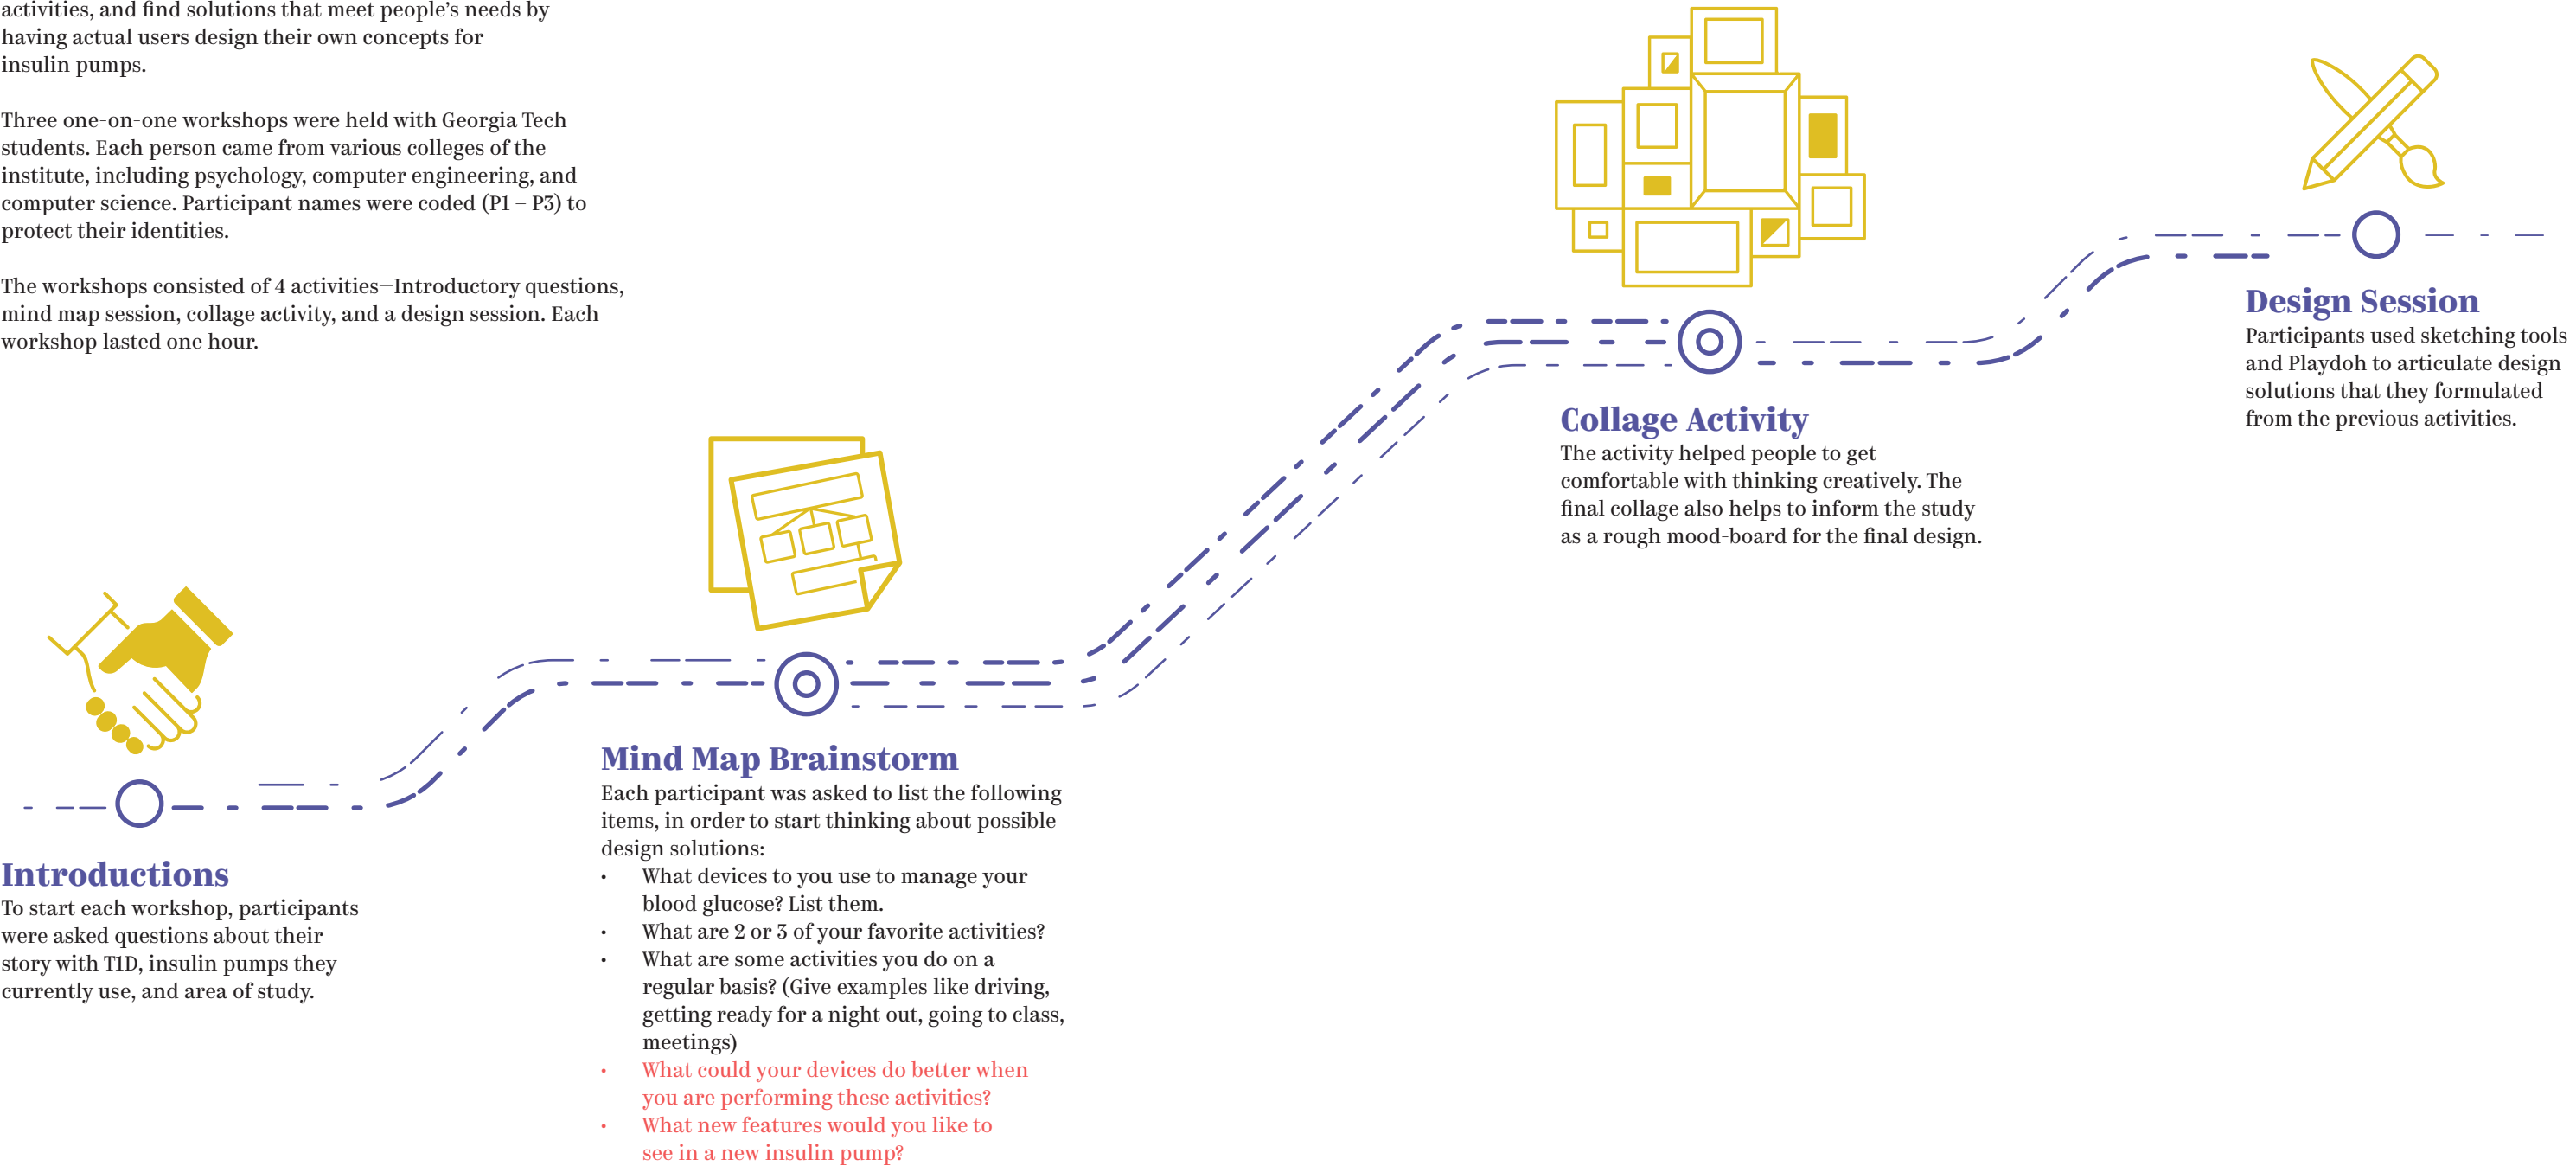 activities, and find solutions that meet people's needs by
having actual users design their own concepts for
insulin pumps.
Three one-on-one workshops were held with Georgia Tech
students. Each person came from various colleges of the
institute, including psychology, computer engineering, and
computer science. Participant names were coded (P1 – P3) to
protect their identities.
The workshops consisted of 4 activities—Introductory questions,
mind map session, collage activity, and a design session. Each
workshop lasted one hour.
Introductions
To start each workshop, participants
were asked questions about their
story with T1D, insulin pumps they
currently use, and area of study.
Mind Map Brainstorm
Each participant was asked to list the following
items, in order to start thinking about possible
design solutions:
• What devices to you use to manage your
blood glucose? List them.
• What are 2 or 3 of your favorite activities?
• What are some activities you do on a
regular basis? (Give examples like driving,
getting ready for a night out, going to class,
meetings)
• What could your devices do better when
you are performing these activities?
• What new features would you like to
see in a new insulin pump?
Collage Activity
The activity helped people to get
comfortable with thinking creatively. The
final collage also helps to inform the study
as a rough mood-board for the final design.
Design Session
Participants used sketching tools
and Playdoh to articulate design
solutions that they formulated
from the previous activities.